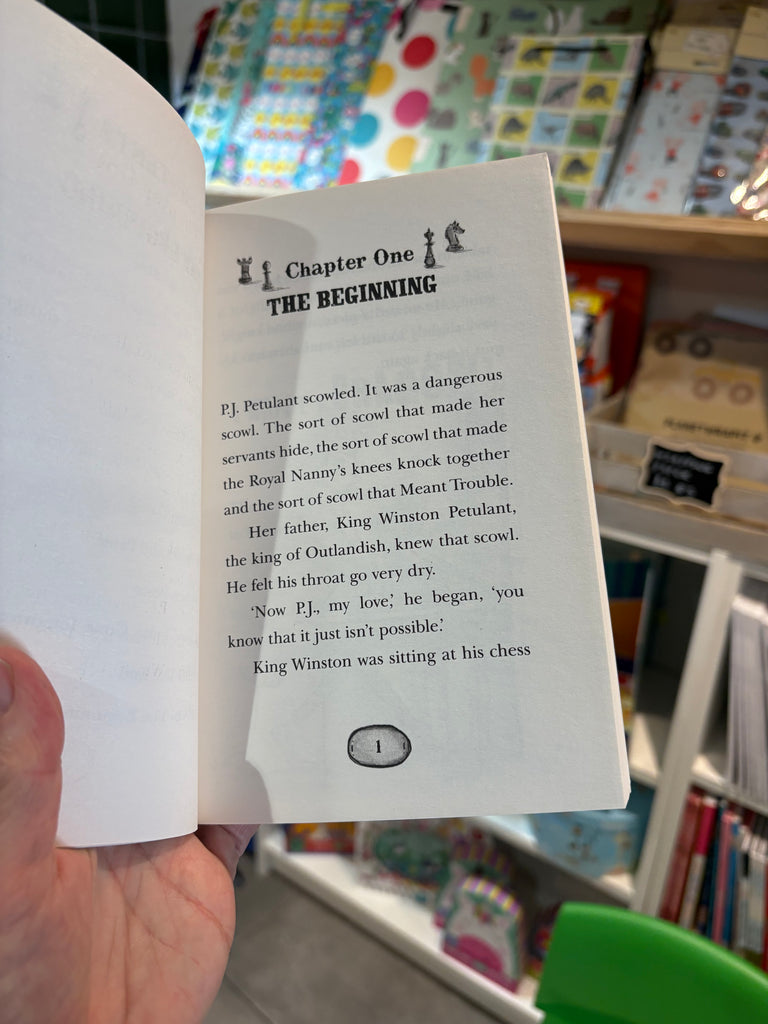 Chapter One
THE BEGINNING
P.J. Petulant scowled. It was a dangerous
scowl. The sort of scowl that made her
servants hide, the sort of scowl that made
the Royal Nanny’s knees knock together
and the sort of scowl that Meant Trouble.
Her father, King Winston Petulant,
the king of Outlandish, knew that scowl.
He felt his throat go very dry.
‘Now P.J., my love,’ he began, ‘you
know that it just isn’t possible.’
King Winston was sitting at his chess
1